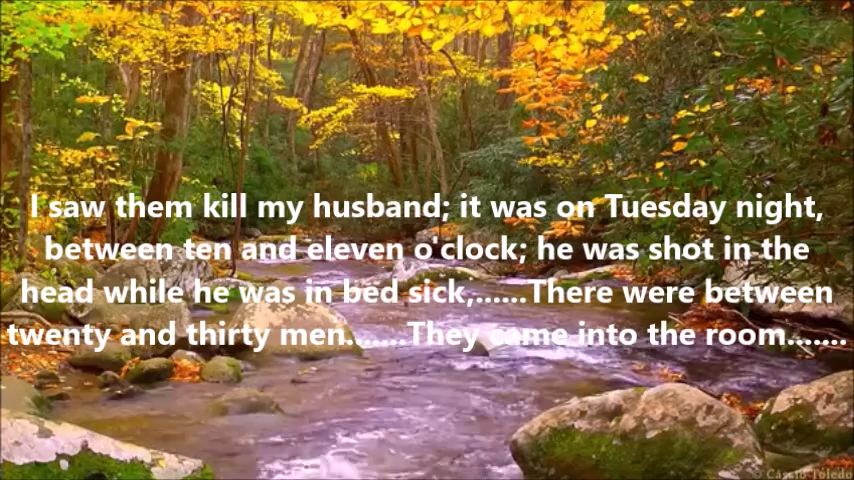 I saw them kill my husband; it was on Tuesday night,
between ten and eleven o'clock; he was shot in the
head while he was in bed sick,......There were between
twenty and thirty men.......They came into the room.......
© Cássio Toledo